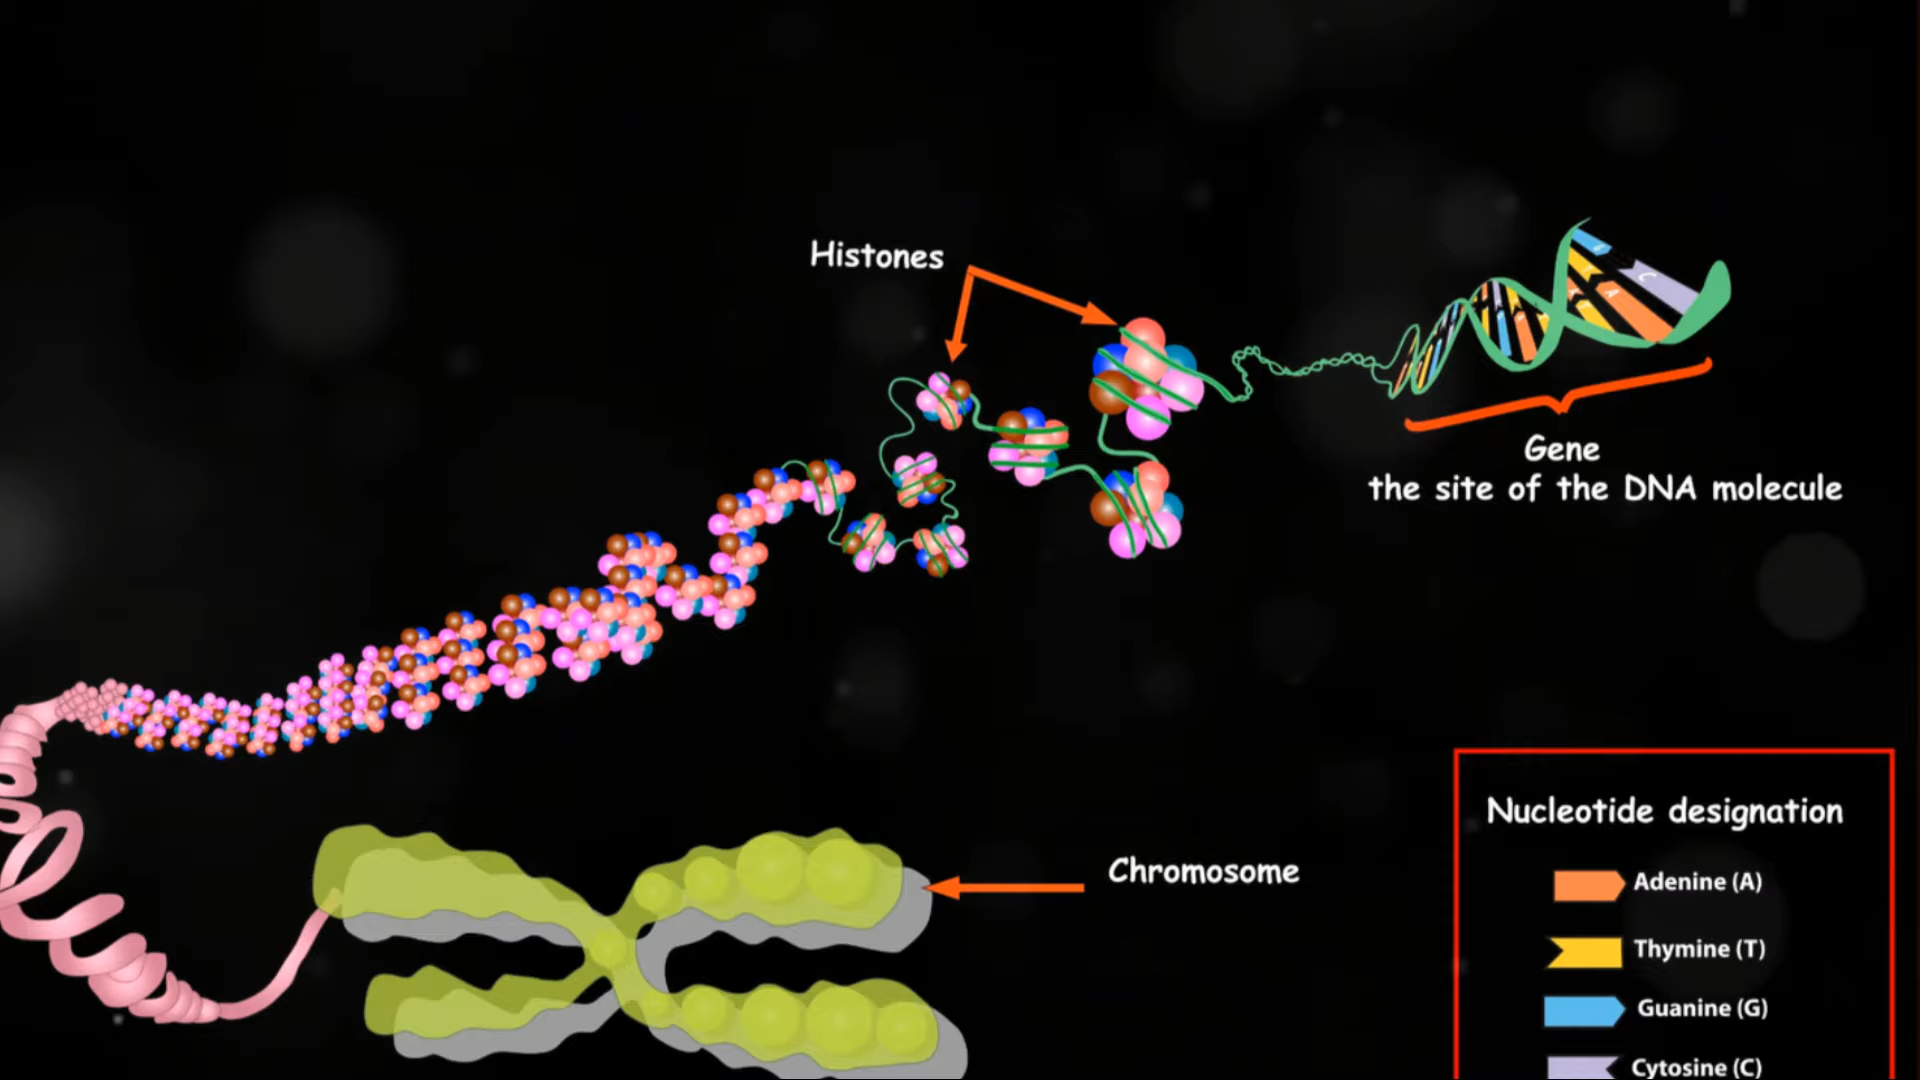 Histones
Gene
the site of the DNA molecule
Chromosome
Nucleotide designation
Adenine (A)
Thymine (T)
Guanine (G)
Cytosine (C)
C
A